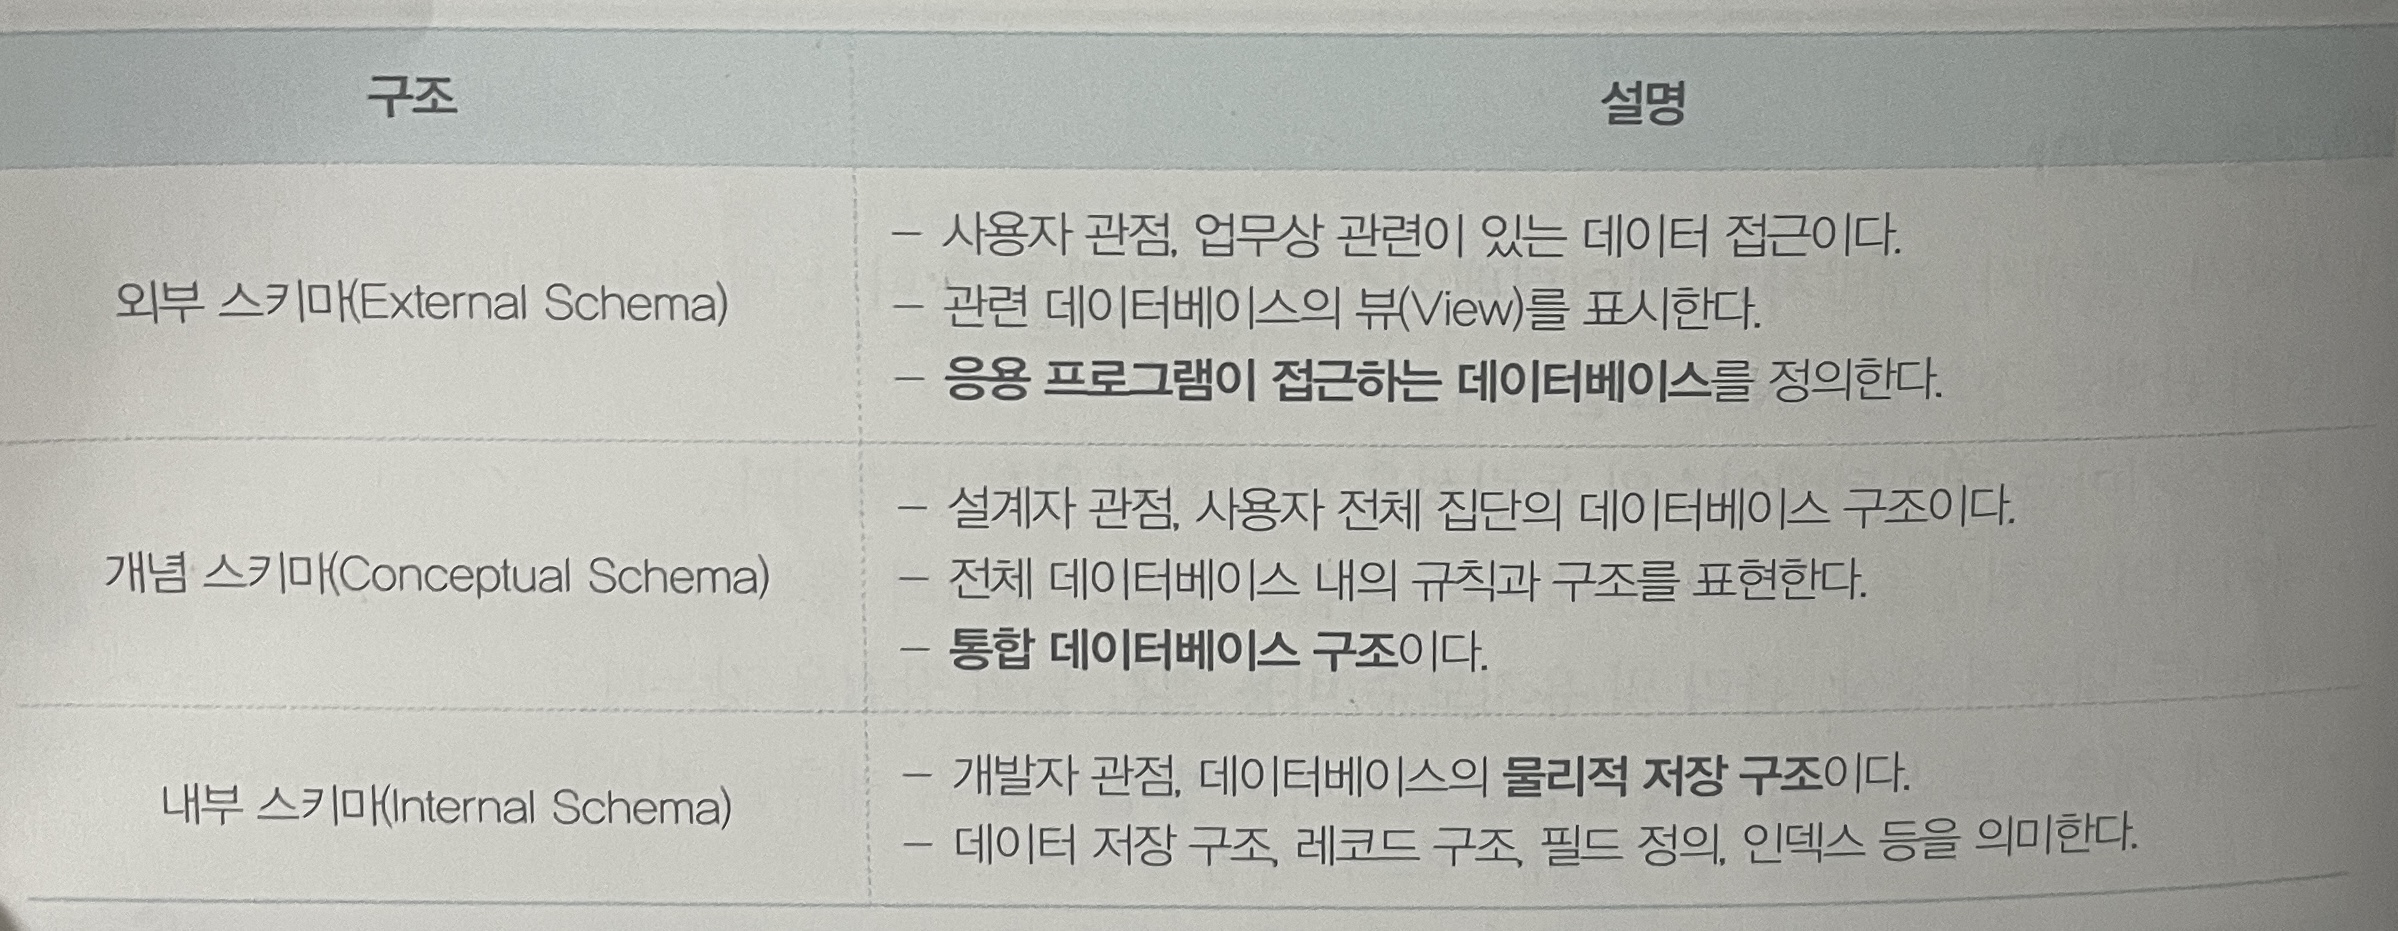 구조
설명
외부 스키마(External Schema)
– 사용자 관점, 업무상 관련이 있는 데이터 접근이다.
– 관련 데이터베이스의 뷰(View)를 표시한다.
– 응용 프로그램이 접근하는 데이터베이스를 정의한다.
개념 스키마(Conceptual Schema)
– 설계자 관점, 사용자 전체 집단의 데이터베이스 구조이다.
– 전체 데이터베이스 내의 규칙과 구조를 표현한다.
– 통합 데이터베이스 구조이다.
내부 스키마(Internal Schema)
– 개발자 관점, 데이터베이스의 물리적 저장 구조이다.
– 데이터 저장 구조, 레코드 구조, 필드 정의, 인덱스 등을 의미한다.